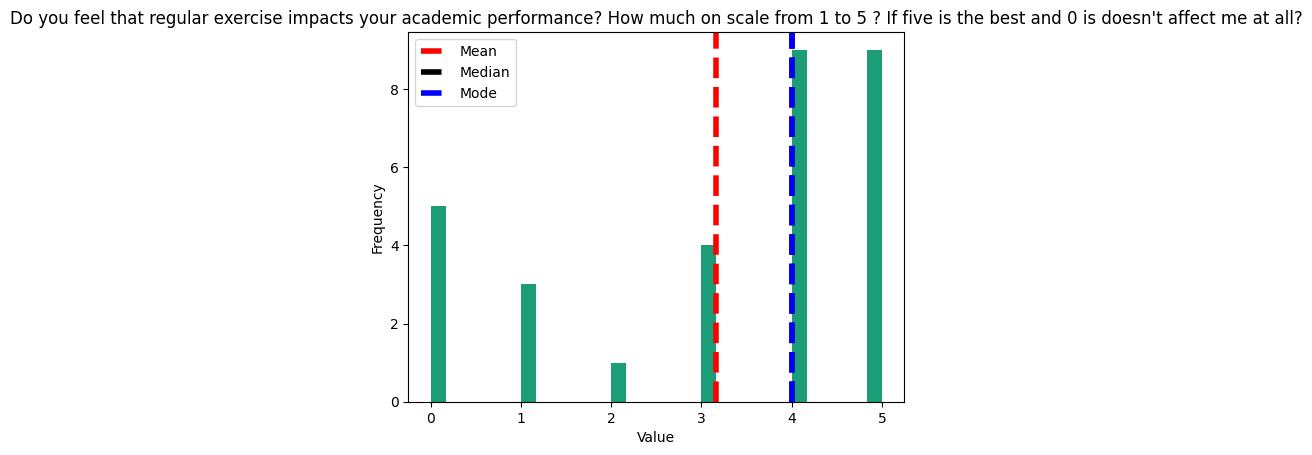 Do you feel that regular exercise impacts your academic performance? How much on scale from 1 to 5 ? If five is the best and 0 is doesn't affect me at all?
Mean
Median
Mode
8
6
4
2
0
Frequency
0 1 2 3 4 5
Value